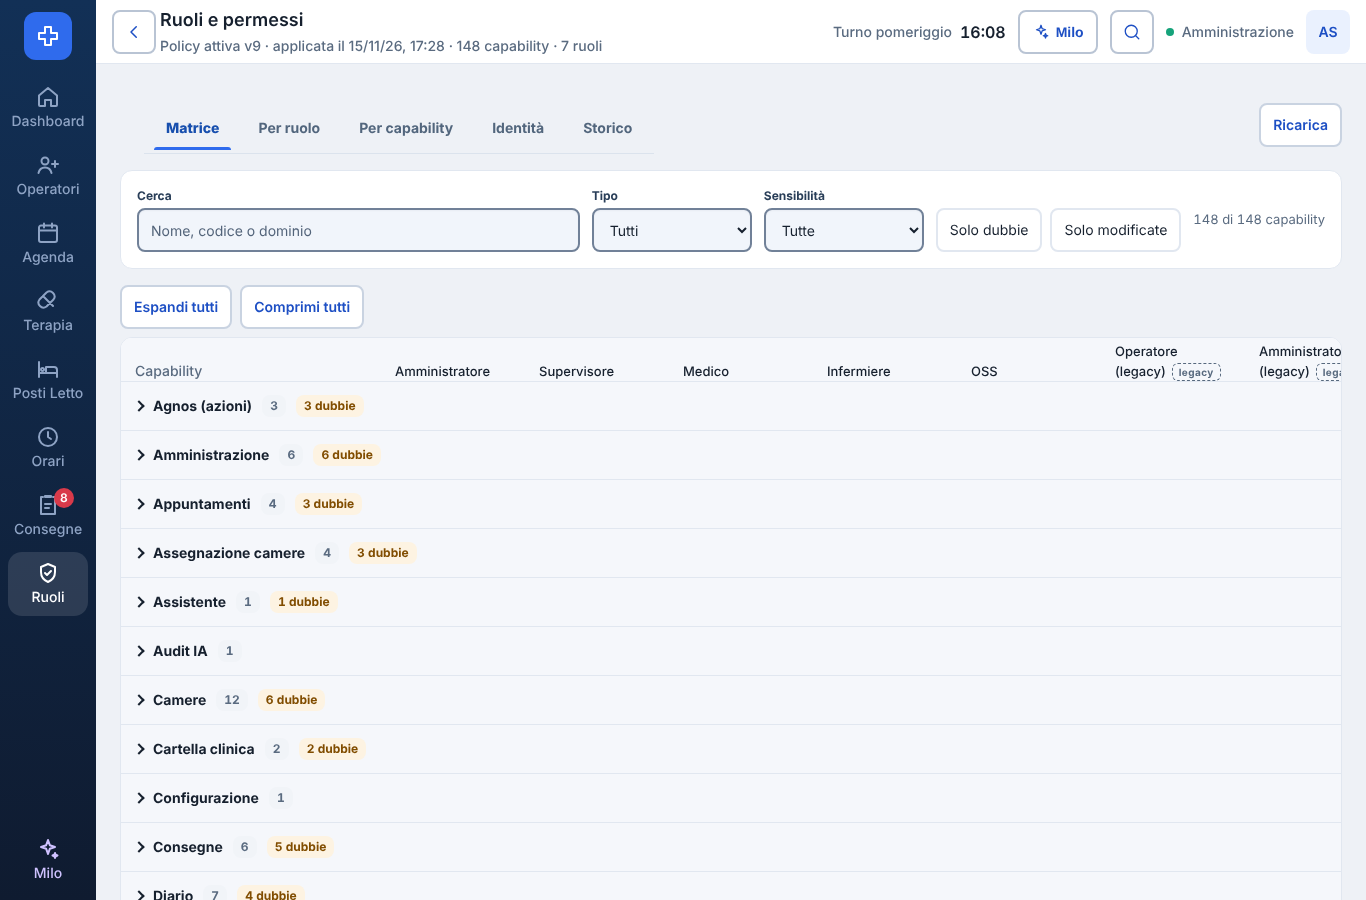 Ruoli e permessi
Policy attiva v9 · applicata il 15/11/26, 17:28 · 148 capability · 7 ruoli
Turno pomeriggio 16:08
Milo
Amministrazione
AS
Dashboard
Operatori
Agenda
Terapia
Posti Letto
Orari
8
Consegne
Ruoli
Milo
Matrice
Per ruolo
Per capability
Identità
Storico
Ricarica
Cerca
Nome, codice o dominio
Tipo
Tutti
Sensibilità
Tutte
Solo dubbie
Solo modificate
148 di 148 capability
Espandi tutti
Comprimi tutti
Capability
Amministratore
Supervisore
Medico
Infermiere
OSS
Operatore
(legacy) legacy
Amministrato
(legacy) lega
Agnos (azioni) 3 3 dubbie
Amministrazione 6 6 dubbie
Appuntamenti 4 3 dubbie
Assegnazione camere 4 3 dubbie
Assistente 1 1 dubbie
Audit IA 1
Camere 12 6 dubbie
Cartella clinica 2 2 dubbie
Configurazione 1
Consegne 6 5 dubbie
Diario 7 4 dubbie